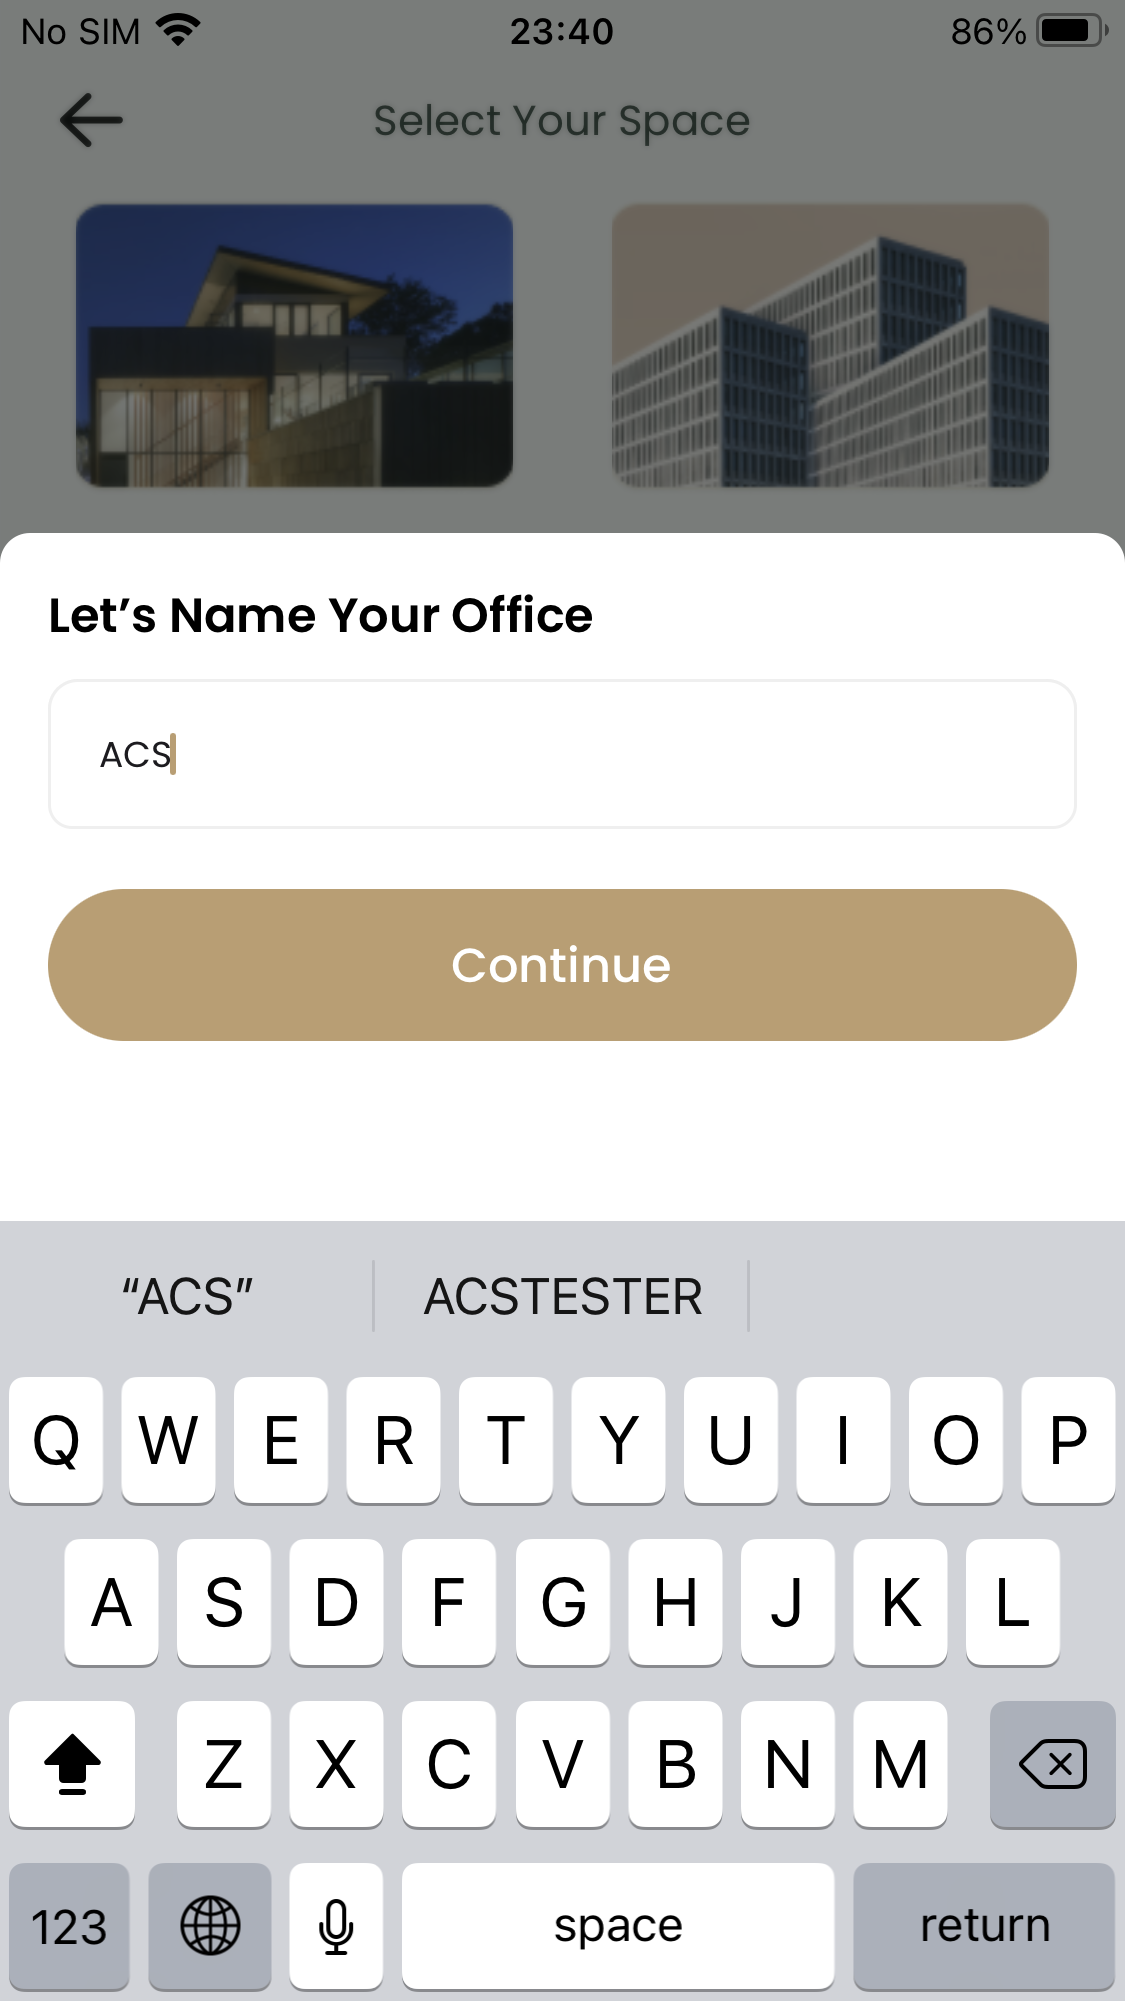 No SIM 23:40 86%
Select Your Space
Let’s Name Your Office
ACS
Continue
“ACS” ACSTESTER
Q W E R T Y U I O P
A S D F G H J K L
Z X C V B N M
123 space return